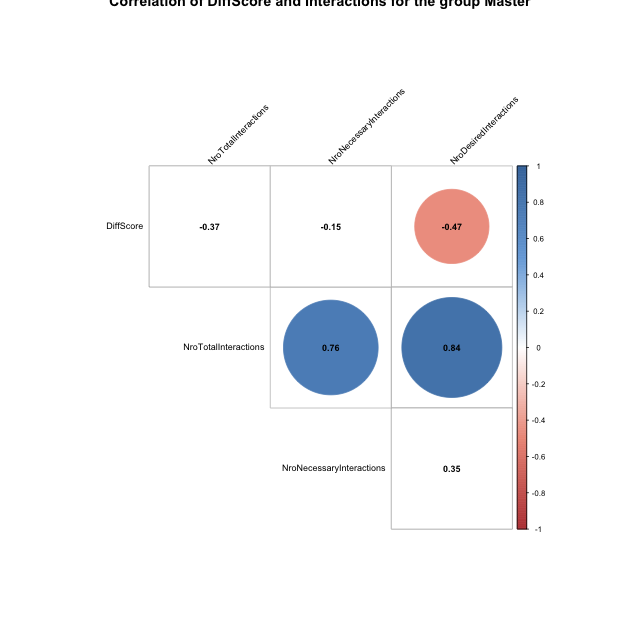 Correlation of DiffScore and Interactions for the group Master
NroTotalInteractions
NroNecessaryInteractions
NroDesiredInteractions
DiffScore
-0.37
-0.15
-0.47
NroTotalInteractions
0.76
0.84
NroNecessaryInteractions
0.35
1
0.8
0.6
0.4
0.2
0
-0.2
-0.4
-0.6
-0.8
-1